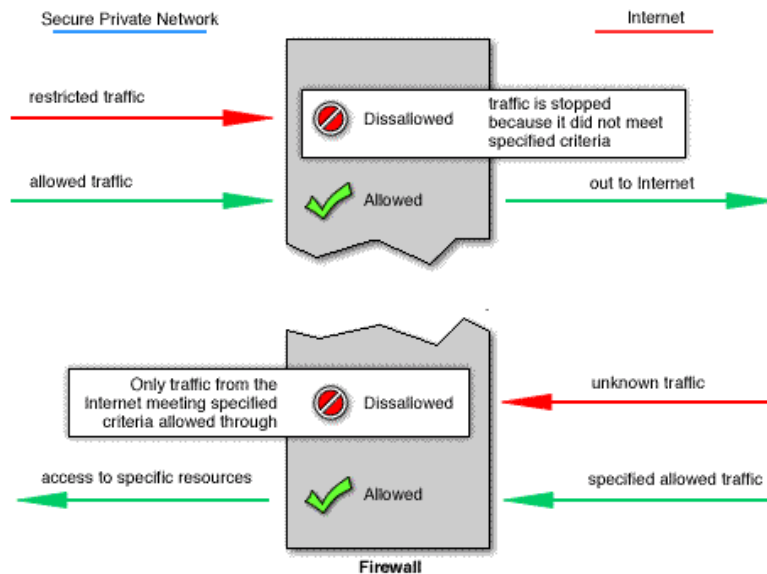 Secure Private Network
Internet
restricted traffic
Dissallowed
traffic is stopped
because it did not meet
specified criteria
allowed traffic
Allowed
out to Internet
Only traffic from the
Internet meeting specified
criteria allowed through
Dissallowed
unknown traffic
access to specific resources
Allowed
specified allowed traffic
Firewall